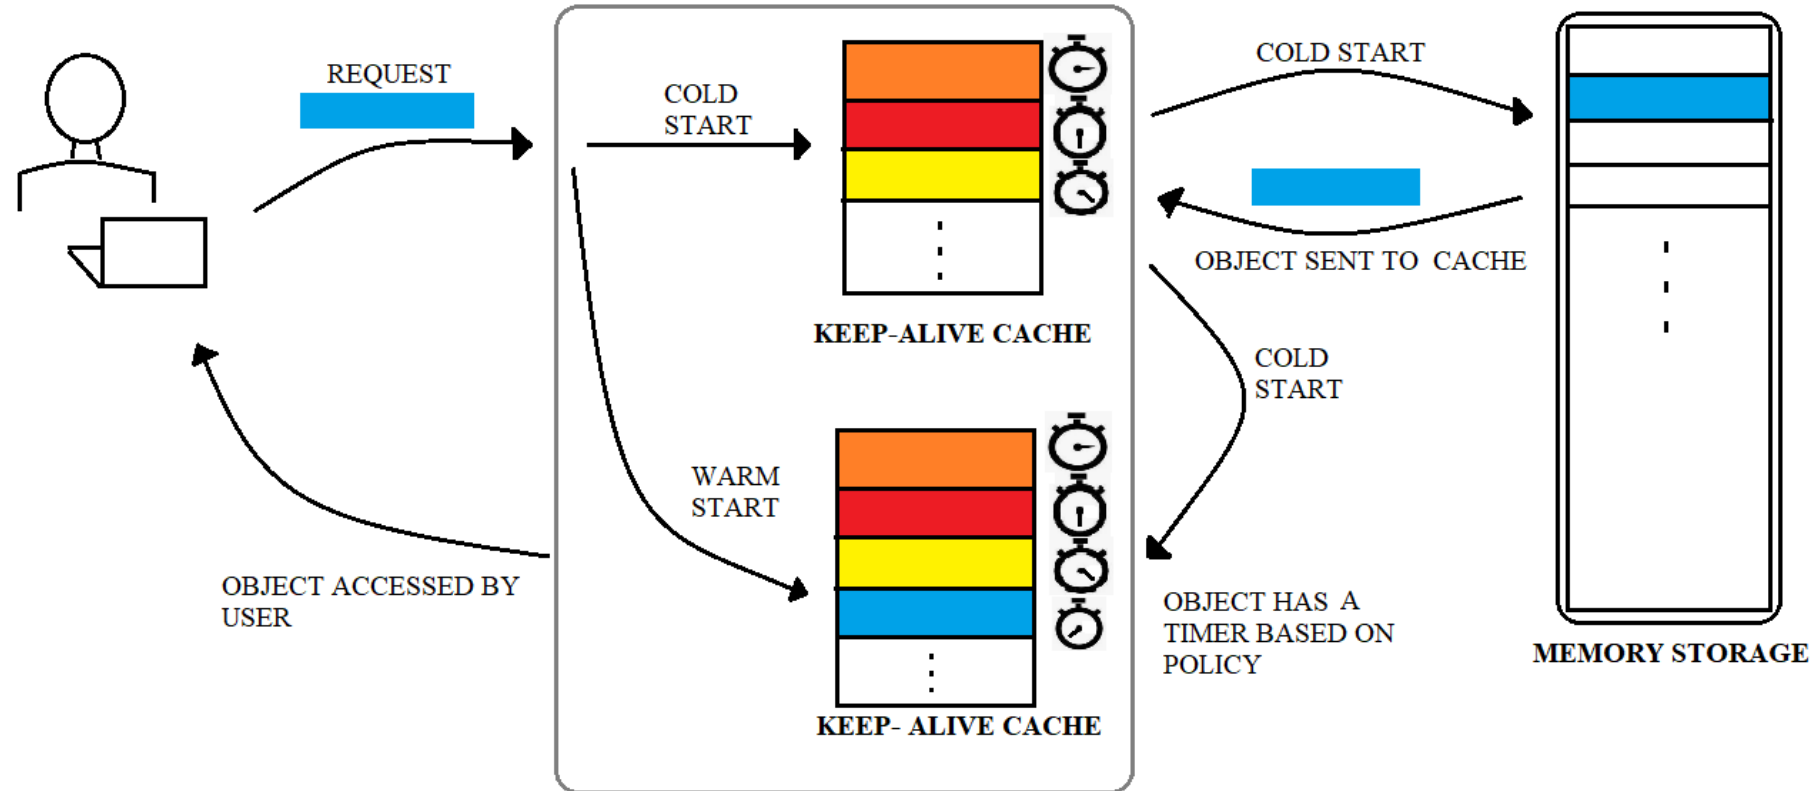 REQUEST
COLD
START
COLD START
OBJECT SENT TO  CACHE
KEEP-ALIVE CACHE
COLD
START
WARM
START
OBJECT ACCESSED BY
USER
OBJECT HAS  A
TIMER BASED ON
POLICY
MEMORY STORAGE
KEEP- ALIVE CACHE